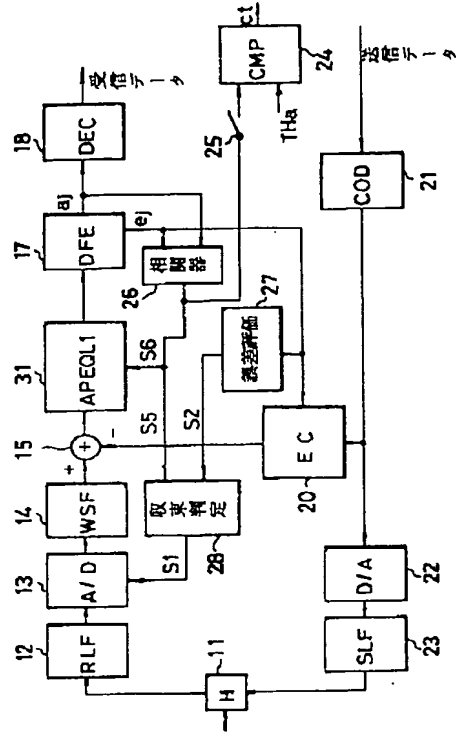 12 13 14 15 31 17 18
RLF
A/D
WSF
+
+
−
APEQL1
DFE
aj
DEC
受信データ
ej
S1
S5
S6
S2
相関器
26
25
CMP
ct
24
THa
収束判定
28
誤差評価
27
H
11
EC
20
送信データ
COD
21
D/A
22
SLF
23